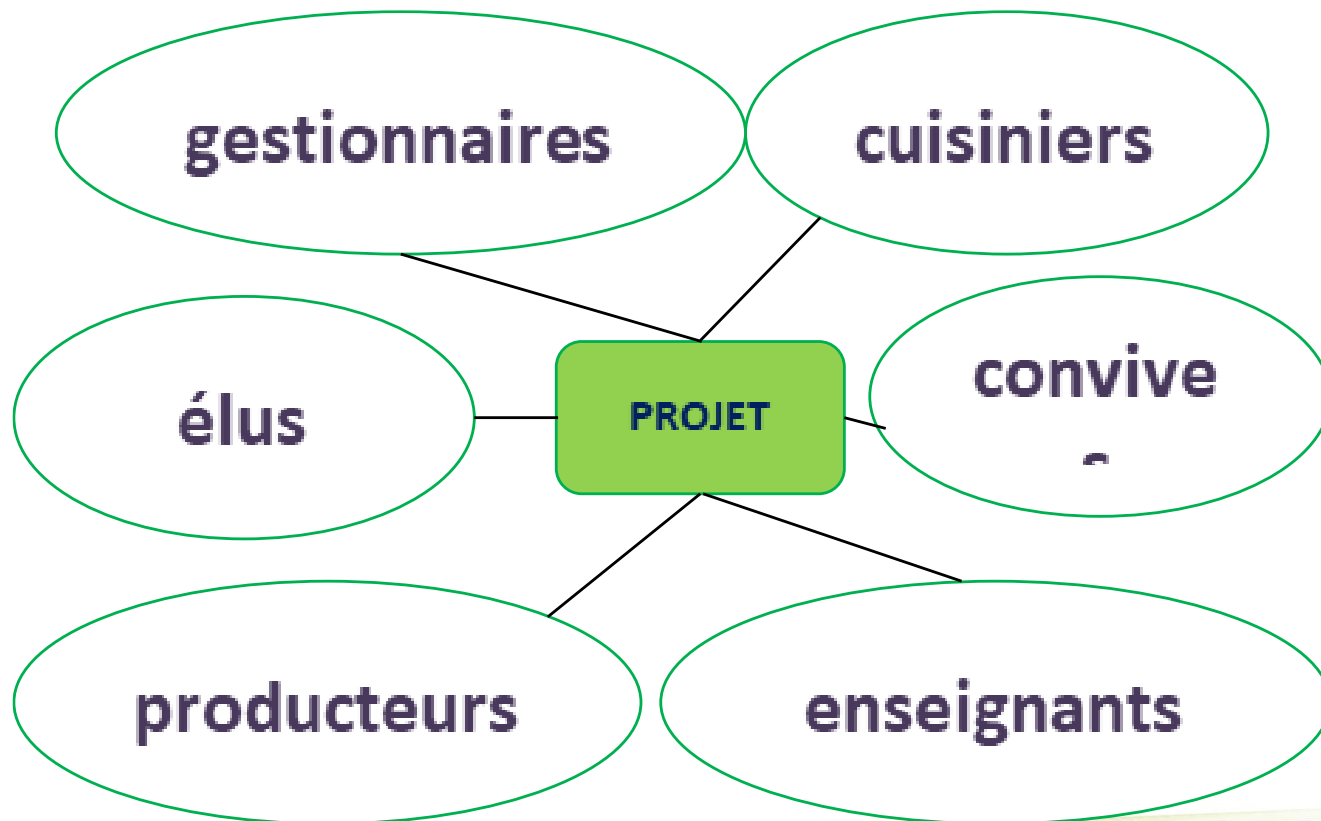 gestionnaires
cuisiniers
convive
s
élus
PROJET
producteurs
enseignants